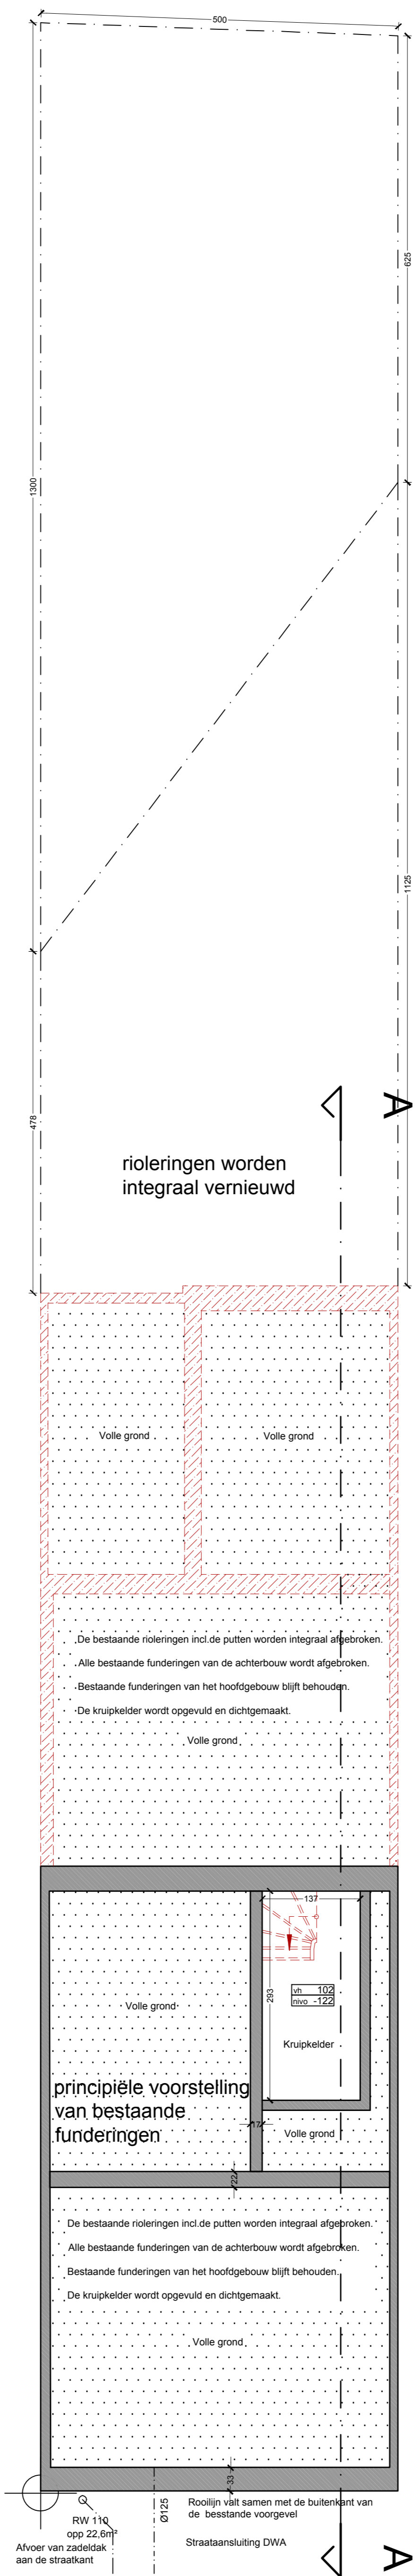 500
625
1300
1125
478
A
rioleringen worden
integraal vernieuwd
Volle grond
Volle grond
De bestaande rioleringen incl.de putten worden integraal afgebroken.
Alle bestaande funderingen van de achterbouw wordt afgebroken.
Bestaande funderingen van het hoofdgebouw blijft behouden.
De kruipkelder wordt opgevuld en dichtgemaakt.
Volle grond
137
293
vh 102
nivo -122
Volle grond
Kruipkelder
principiële voorstelling
van bestaande
funderingen
17
Volle grond
22
De bestaande rioleringen incl.de putten worden integraal afgebroken.
Alle bestaande funderingen van de achterbouw wordt afgebroken.
Bestaande funderingen van het hoofdgebouw blijft behouden.
De kruipkelder wordt opgevuld en dichtgemaakt.
Volle grond
33
Ø125
RW 110
opp 22,6m²
Afvoer van zadeldak
aan de straatkant
Rooilijn valt samen met de buitenkant van
de besstande voorgevel
Straataansluiting DWA
A